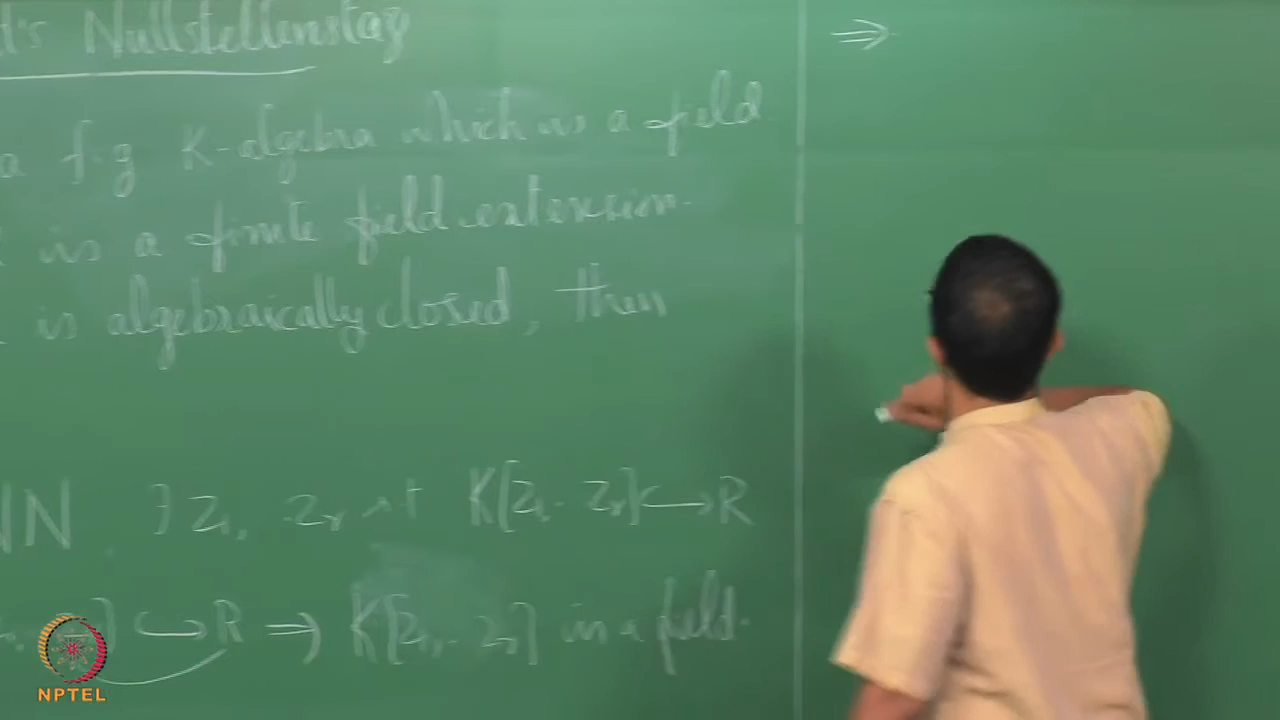 t's Nullstellensatz
a f.g K-algebra which is a field
is a finite field extension.
is algebraically closed, then
NN ∃ z1, .. zr s.t K[z1, .. zr] ↪ R
] ↪ R ⇒ K[z1, .. zr] is a field.
⇒
NPTEL